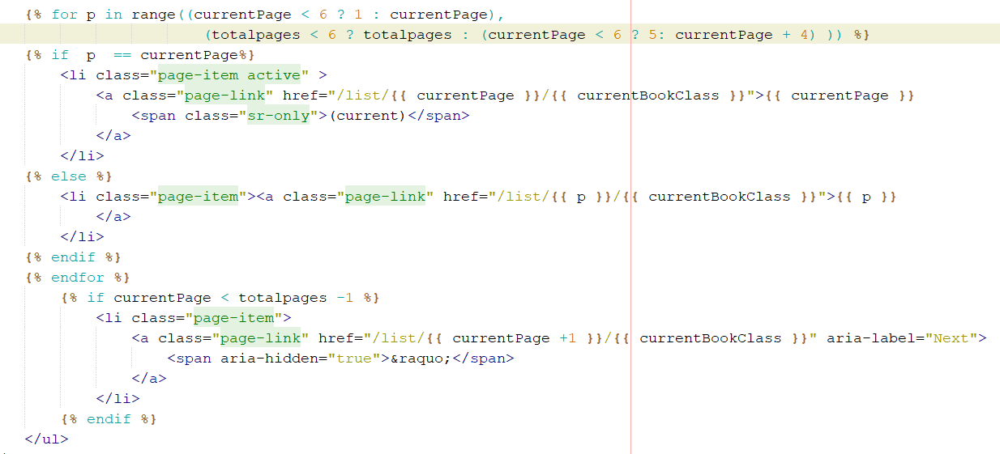 {% for p in range((currentPage < 6 ? 1 : currentPage),
(totalpages < 6 ? totalpages : (currentPage < 6 ? 5: currentPage + 4) )) %}
{% if  p  == currentPage%}
<li class="page-item active" >
<a class="page-link" href="/list/{{ currentPage }}/{{ currentBookClass }}">{{ currentPage }}
<span class="sr-only">(current)</span>
</a>
</li>
{% else %}
<li class="page-item"><a class="page-link" href="/list/{{ p }}/{{ currentBookClass }}">{{ p }}
</a>
</li>
{% endif %}
{% endfor %}
{% if currentPage < totalpages -1 %}
<li class="page-item">
<a class="page-link" href="/list/{{ currentPage +1 }}/{{ currentBookClass }}" aria-label="Next">
<span aria-hidden="true">&raquo;</span>
</a>
</li>
{% endif %}
</ul>